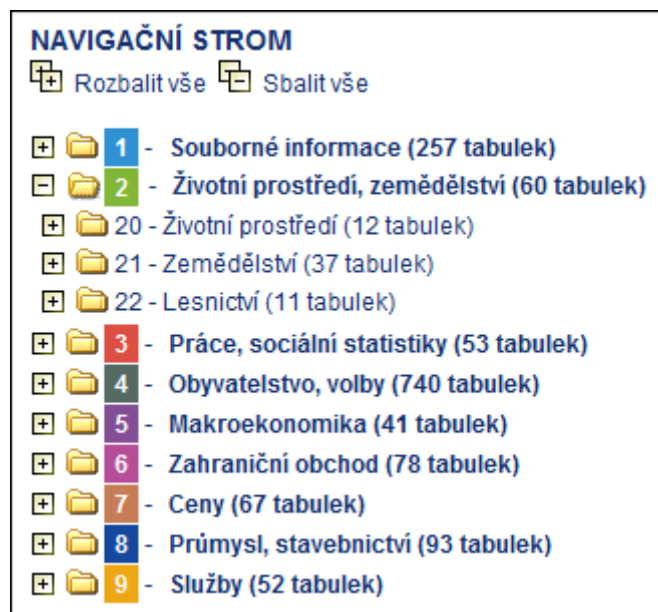 NAVIGAČNÍ STROM
Rozbalit vše Sbalit vše
1 - Souborné informace (257 tabulek)
2 - Životní prostředí, zemědělství (60 tabulek)
20 - Životní prostředí (12 tabulek)
21 - Zemědělství (37 tabulek)
22 - Lesnictví (11 tabulek)
3 - Práce, sociální statistiky (53 tabulek)
4 - Obyvatelstvo, volby (740 tabulek)
5 - Makroekonomika (41 tabulek)
6 - Zahraniční obchod (78 tabulek)
7 - Ceny (67 tabulek)
8 - Průmysl, stavebnictví (93 tabulek)
9 - Služby (52 tabulek)